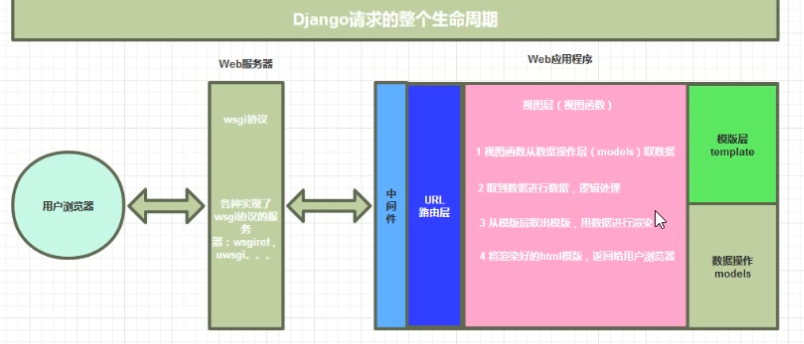 Django请求的整个生命周期
Web服务器
Web应用程序
用户浏览器
wsgi协议
各种实现了
wsgi协议的服
务
器：wsgiref，
uwsgi。。。
中
间
件
URL
路由层
视图层（视图函数）
1 视图函数从数据操作层（models）取数据
2 取到数据进行数据，逻辑处理
3 从模版层取出模版，用数据进行渲染
4 将渲染好的html模版，返回给用户浏览器
模版层
template
数据操作
models